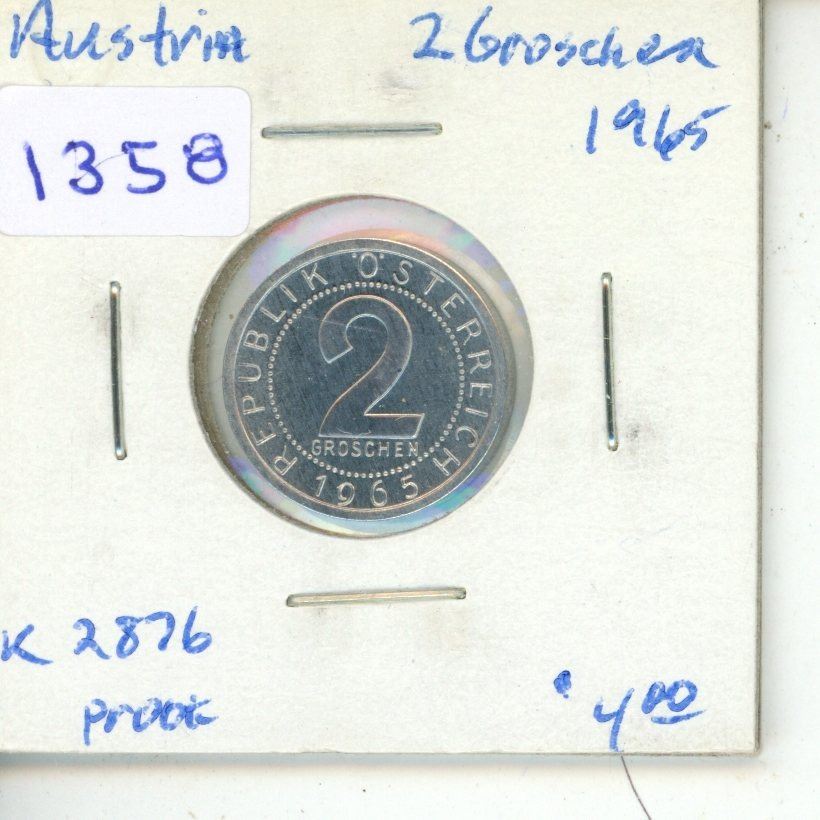 Austria 2 Groschen
1358
1965
REPUBLIK ÖSTERREICH
2
GROSCHEN
1965
K 2876
Proof
$4.00